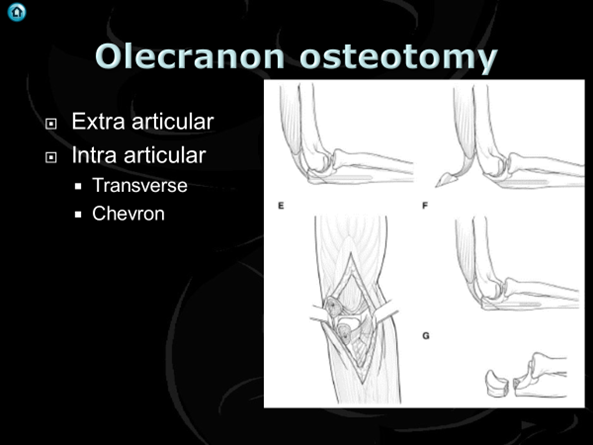 Olecranon osteotomy
Extra articular
Intra articular
Transverse
Chevron
E
F
G